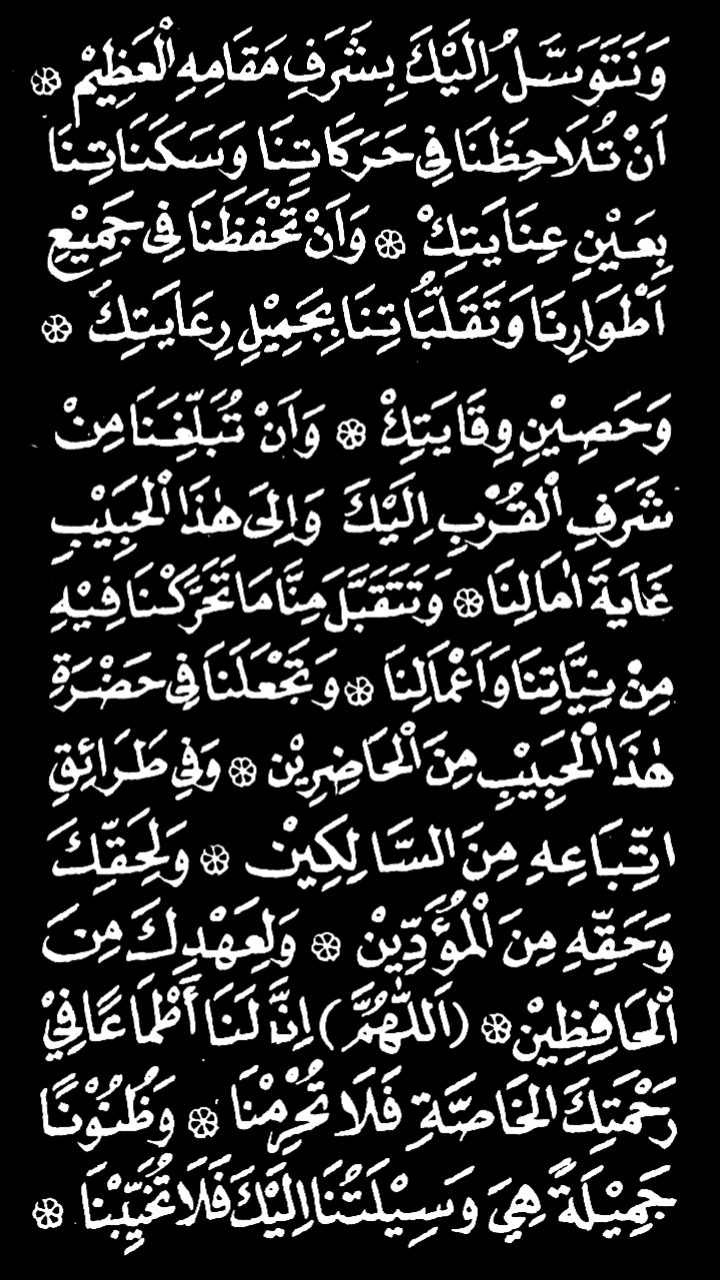 وَنَتَوَسَّلُ اِلَيْكَ بِشَرَفِ مَقَامِهِ الْعَظِيْمِ ۞
اَنْ تُلَاحِظَنَا فِى حَرَكَاتِنَا وَسَكَنَاتِنَا
بِعَيْنِ عِنَايَتِكْ ۞ وَاَنْ تَحْفَظَنَا فِى جَمِيْعِ
اَطْوَارِنَا وَتَقَلُّبَاتِنَا بِجَمِيْلِ رِعَايَتِكَ ۞
وَحَصِيْنِ وِقَايَتِكْ ۞ وَاَنْ تُبَلِّغَنَا مِنْ
شَرَفِ الْقُرْبِ اِلَيْكَ وَاِلَى هٰذَا الْحَبِيْبِ
غَايَةَ اٰمَالِنَا ۞ وَتَتَقَبَّلَ مِنَّا مَا تَحَرَّكْنَا فِيْهِ
مِنْ نِيَّاتِنَا وَاَعْمَالِنَا ۞ وَتَجْعَلَنَا فِى حَضْرَةِ
هٰذَا الْحَبِيْبِ مِنَ الْحَاضِرِيْن ۞ وَفِي طَرَائِقِ
اتِّبَاعِهِ مِنَ السَّالِكِيْن ۞ وَلِحَقِّكَ
وَحَقِّهِ مِنَ الْمُؤَدِّيْنْ ۞ وَلِعَهْدِكَ مِنَ
الْحَافِظِيْنْ ۞ (اَللّٰهُمَّ) اِنَّ لَنَا أَطْمَاعًا فِيْ
رَحْمَتِكَ الخَاصَّةِ فَلَا تُحْرِمْنَا ۞ وَظُنُوْنًا
جَمِيْلَةً هِيَ وَسِيْلَتُنَا اِلَيْكَ فَلَا تُخَيِّبْنَا ۞